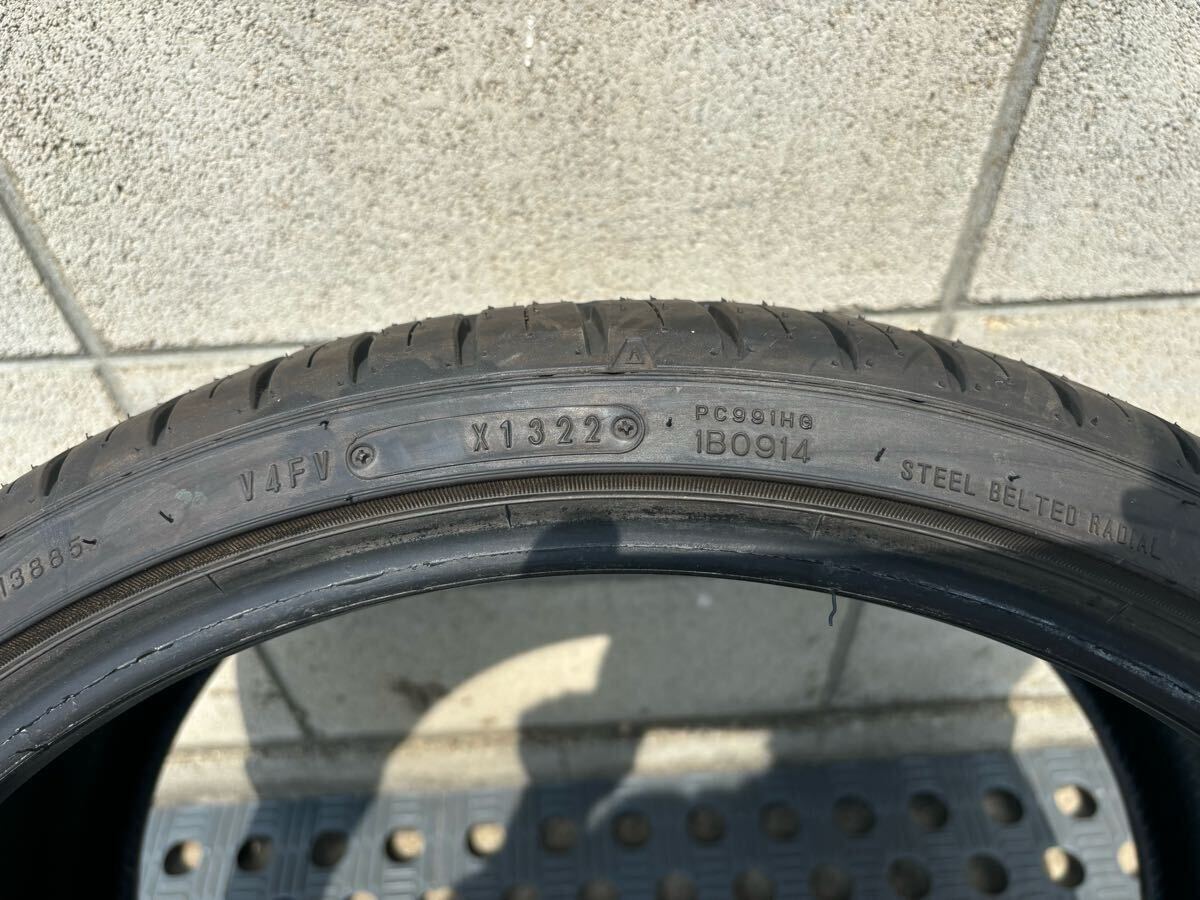 13885
V4FV
X1322
PC991HG
1B0914
STEEL BELTED RADIAL